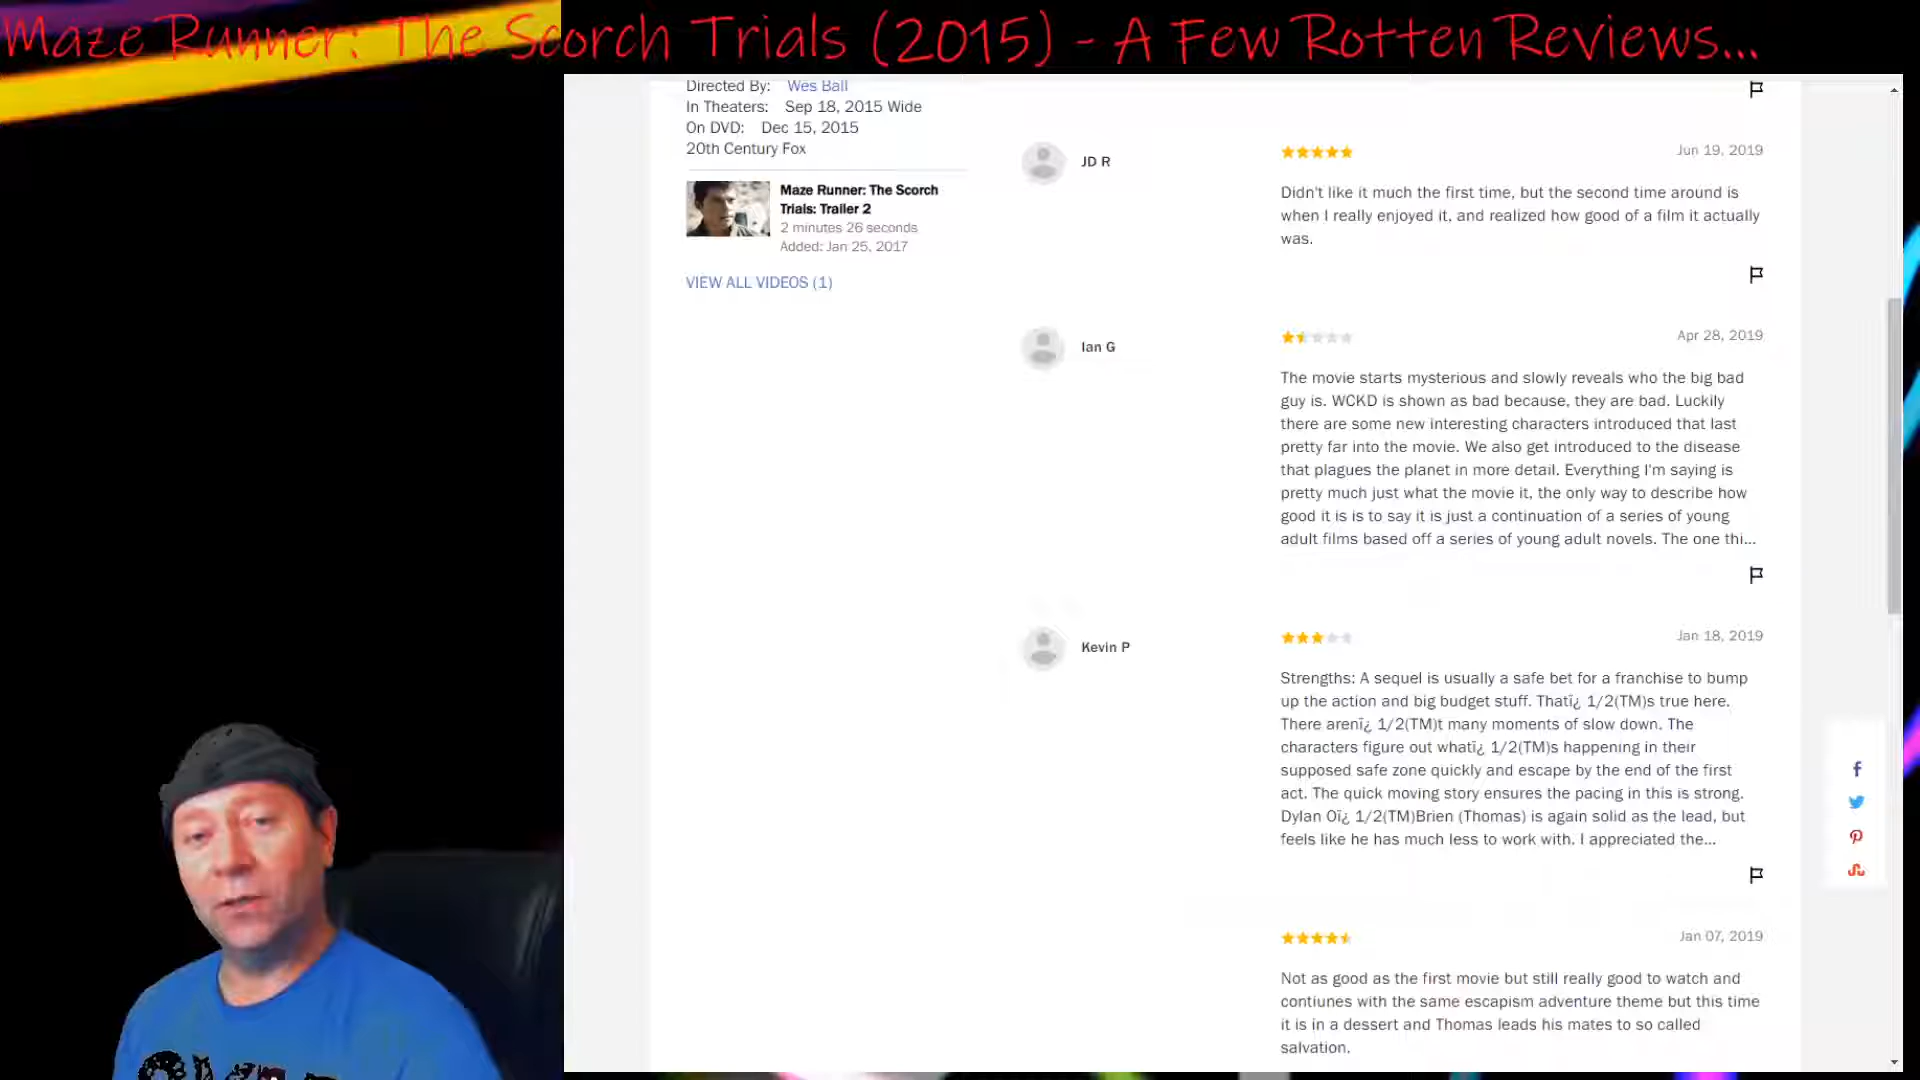 Maze Runner: The Scorch Trials (2015) - A Few Rotten Reviews...
Directed By: Wes Ball
In Theaters: Sep 18, 2015 Wide
On DVD: Dec 15, 2015
20th Century Fox
Maze Runner: The Scorch
Trials: Trailer 2
2 minutes 26 seconds
Added: Jan 25, 2017
VIEW ALL VIDEOS (1)
JD R
Jun 19, 2019
Didn't like it much the first time, but the second time around is
when I really enjoyed it, and realized how good of a film it actually
was.
Ian G
Apr 28, 2019
The movie starts mysterious and slowly reveals who the big bad
guy is. WCKD is shown as bad because, they are bad. Luckily
there are some new interesting characters introduced that last
pretty far into the movie. We also get introduced to the disease
that plagues the planet in more detail. Everything I'm saying is
pretty much just what the movie it, the only way to describe how
good it is is to say it is just a continuation of a series of young
adult films based off a series of young adult novels. The one thi...
Kevin P
Jan 18, 2019
Strengths: A sequel is usually a safe bet for a franchise to bump
up the action and big budget stuff. Thatï¿ 1/2(TM)s true here.
There arenï¿ 1/2(TM)t many moments of slow down. The
characters figure out whatï¿ 1/2(TM)s happening in their
supposed safe zone quickly and escape by the end of the first
act. The quick moving story ensures the pacing in this is strong.
Dylan Oï¿ 1/2(TM)Brien (Thomas) is again solid as the lead, but
feels like he has much less to work with. I appreciated the...
Jan 07, 2019
Not as good as the first movie but still really good to watch and
contiunes with the same escapism adventure theme but this time
it is in a dessert and Thomas leads his mates to so called
salvation.